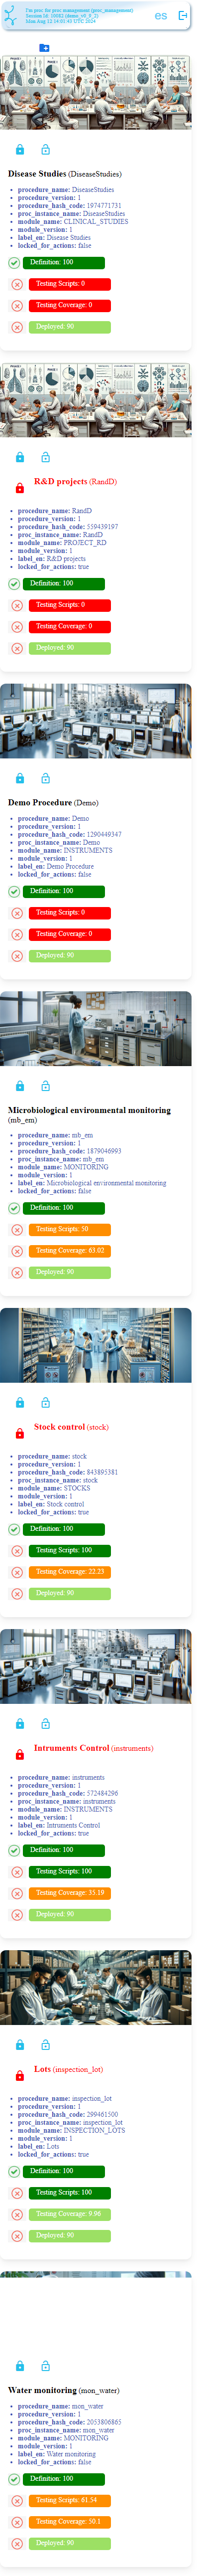 I'm proc for proc management (proc_management)
Mon Aug 12 14:01:43 UTC 2024
es
Disease Studies (DiseaseStudies)
procedure_name: DiseaseStudies
procedure_version: 1
procedure_hash_code: 1974771731
proc_instance_name: DiseaseStudies
module_name: CLINICAL_STUDIES
module_version: 1
label_en: Disease Studies
locked_for_actions: false
Definition: 100
Testing Scripts: 0
Testing Coverage: 0
Deployed: 90
R&D projects (RandD)
procedure_name: RandD
procedure_version: 1
procedure_hash_code: 559439197
proc_instance_name: RandD
module_name: PROJECT_RD
module_version: 1
label_en: R&D projects
locked_for_actions: true
Definition: 100
Testing Scripts: 0
Testing Coverage: 0
Deployed: 90
Demo Procedure (Demo)
procedure_name: Demo
procedure_version: 1
procedure_hash_code: 1290449347
proc_instance_name: Demo
module_name: INSTRUMENTS
module_version: 1
label_en: Demo Procedure
locked_for_actions: false
Definition: 100
Testing Scripts: 0
Testing Coverage: 0
Deployed: 90
Microbiological environmental monitoring
(mb_em)
procedure_name: mb_em
procedure_version: 1
procedure_hash_code: 1879046993
proc_instance_name: mb_em
module_name: MONITORING
module_version: 1
label_en: Microbiological environmental monitoring
locked_for_actions: false
Definition: 100
Testing Scripts: 50
Testing Coverage: 63.02
Deployed: 90
Stock control (stock)
procedure_name: stock
procedure_version: 1
procedure_hash_code: 843895381
proc_instance_name: stock
module_name: STOCKS
module_version: 1
label_en: Stock control
locked_for_actions: true
Definition: 100
Testing Scripts: 100
Testing Coverage: 22.23
Deployed: 90
Intruments Control (instruments)
procedure_name: instruments
procedure_version: 1
procedure_hash_code: 572484296
proc_instance_name: instruments
module_name: INSTRUMENTS
module_version: 1
label_en: Intruments Control
locked_for_actions: true
Definition: 100
Testing Scripts: 100
Testing Coverage: 35.19
Deployed: 90
Lots (inspection_lot)
procedure_name: inspection_lot
procedure_version: 1
procedure_hash_code: 299461500
proc_instance_name: inspection_lot
module_name: INSPECTION_LOTS
module_version: 1
label_en: Lots
locked_for_actions: true
Definition: 100
Testing Scripts: 100
Testing Coverage: 9.96
Deployed: 90
Water monitoring (mon_water)
procedure_name: mon_water
procedure_version: 1
procedure_hash_code: 2053806865
proc_instance_name: mon_water
module_name: MONITORING
module_version: 1
label_en: Water monitoring
locked_for_actions: false
Definition: 100
Testing Scripts: 61.54
Testing Coverage: 50.1
Deployed: 90